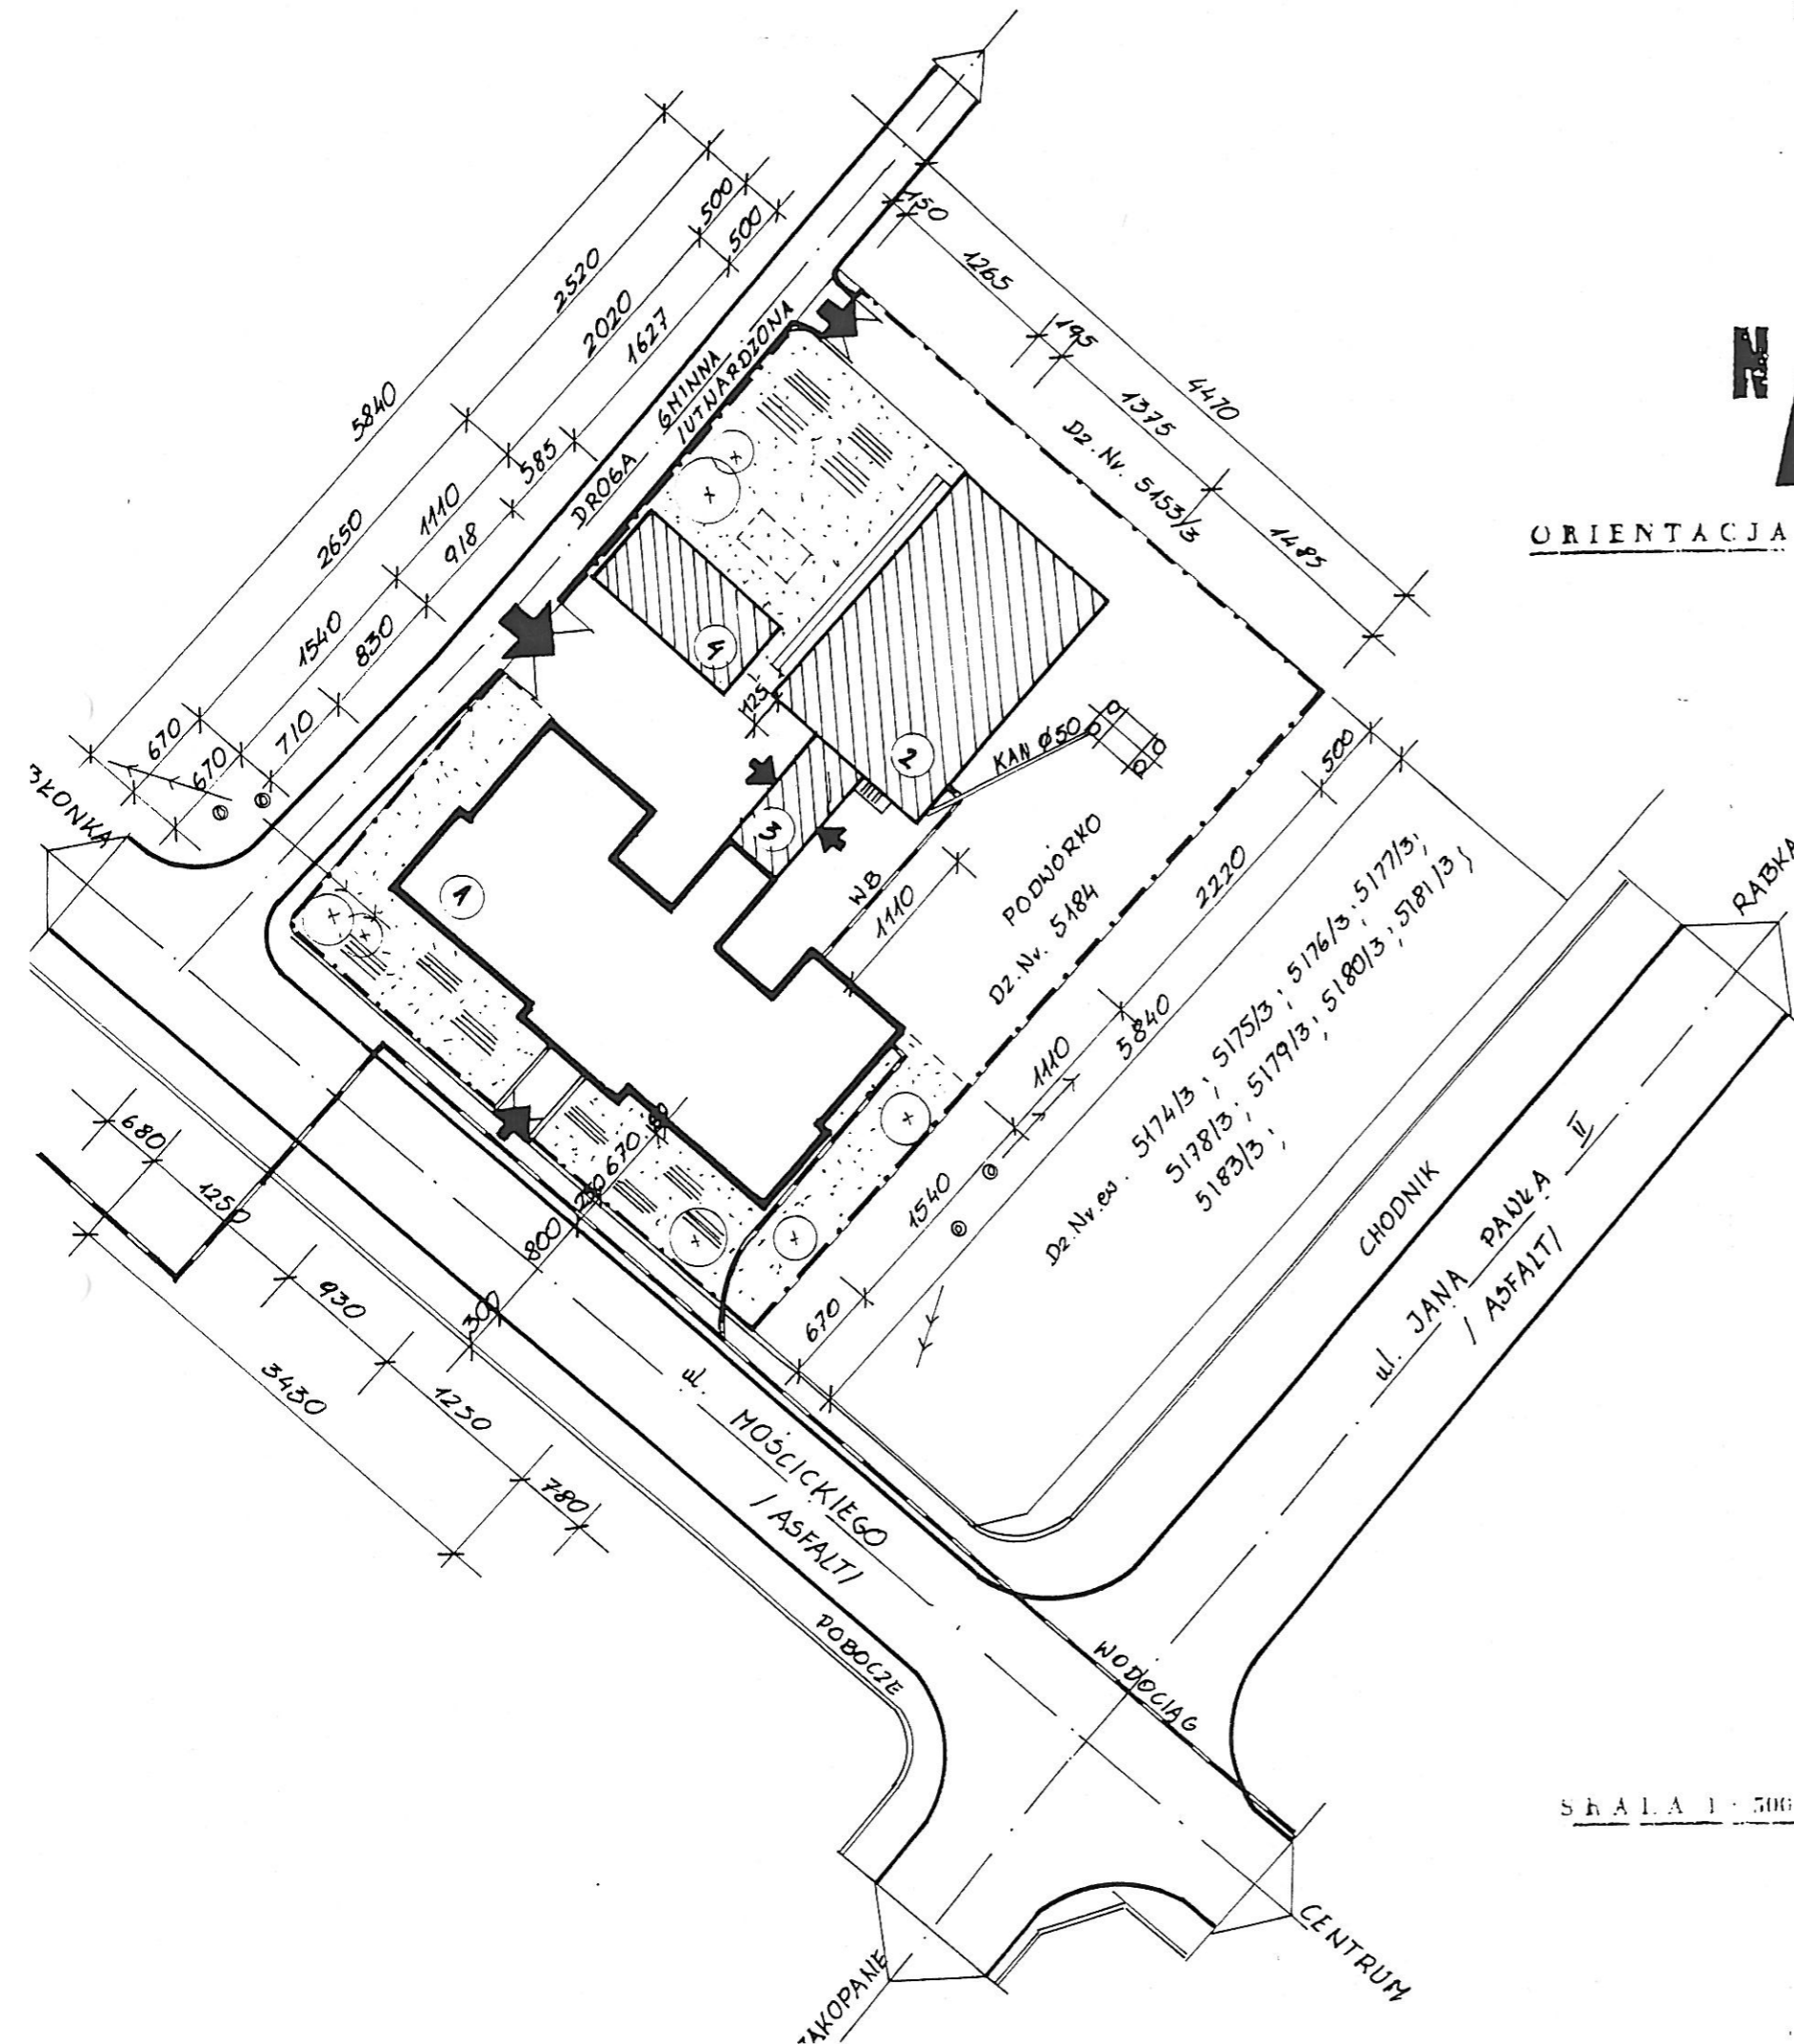 500
500
2520
2020
1627
5840
585
1110
918
2650
1540
830
670
670
710
150
1265
195
4470
1375
1485
Dz. Nr. 5153/3
DROGA GMINNA
/UTWARDZONA
N
ORIENTACJA
4
1125
2
3
1
KAN Ø50
WB
1110
PODWÓRKO
Dz. Nr. 5184
500
2220
5840
1110
1540
670
Dz. Nr. ew. 5174/3 ; 5175/3 ; 5176/3 ; 5177/3 ;
5178/3 ; 5179/3 ; 5180/3 ; 5181/3 ;
5183/3 ;
RABKA
CHODNIK
ul. JANA PAWŁA II
/ ASFALT /
680
1250
930
3430
1250
780
300
800
670
ul. MOŚCICKIEGO
/ ASFALT /
POBOCZE
WODOCIĄG
SKALA 1:500
CENTRUM
ZAKOPANE